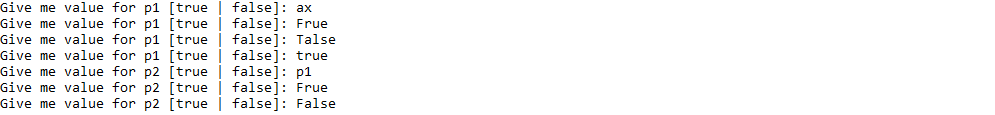 Give me value for p1 [true | false]: ax
Give me value for p1 [true | false]: Frue
Give me value for p1 [true | false]: Talse
Give me value for p1 [true | false]: true
Give me value for p2 [true | false]: p1
Give me value for p2 [true | false]: Frue
Give me value for p2 [true | false]: False